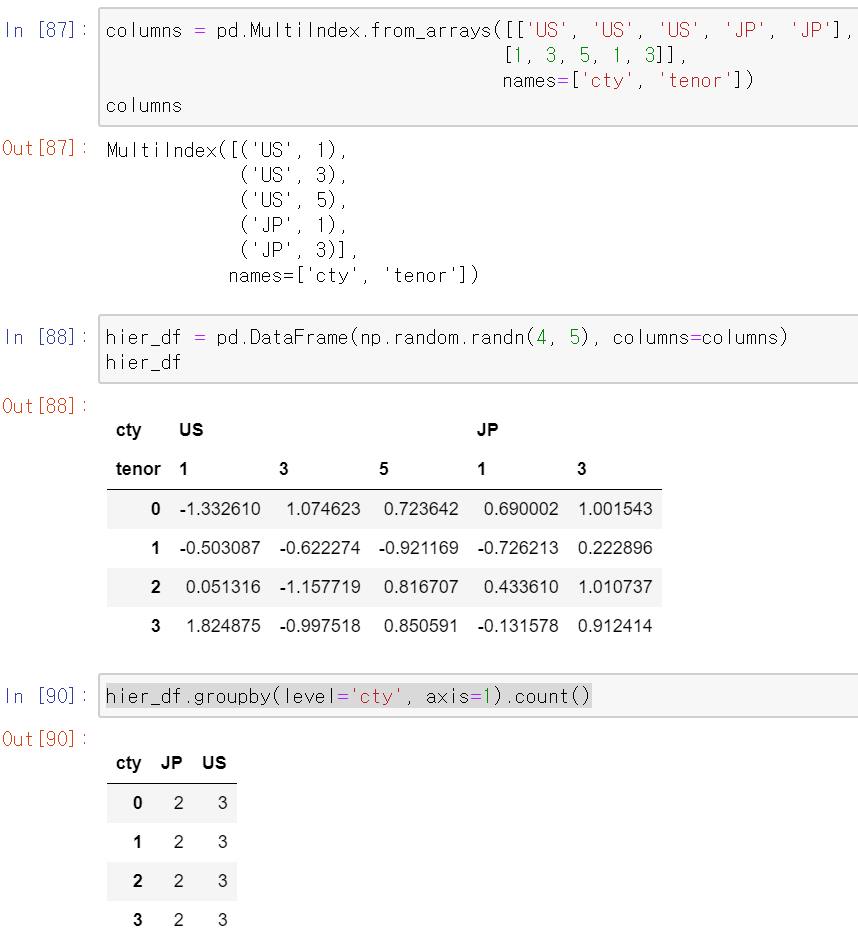 In [87]: columns = pd.MultiIndex.from_arrays([['US', 'US', 'US', 'JP', 'JP'],
[1, 3, 5, 1, 3]],
names=['cty', 'tenor'])
columns
Out[87]: MultiIndex([('US', 1),
('US', 3),
('US', 5),
('JP', 1),
('JP', 3)],
names=['cty', 'tenor'])
In [88]: hier_df = pd.DataFrame(np.random.randn(4, 5), columns=columns)
hier_df
Out[88]:
cty US JP
tenor 1 3 5 1 3
0 -1.332610 1.074623 0.723642 0.690002 1.001543
1 -0.503087 -0.622274 -0.921169 -0.726213 0.222896
2 0.051316 -1.157719 0.816707 0.433610 1.010737
3 1.824875 -0.997518 0.850591 -0.131578 0.912414
In [90]: hier_df.groupby(level='cty', axis=1).count()
Out[90]:
cty JP US
0 2 3
1 2 3
2 2 3
3 2 3